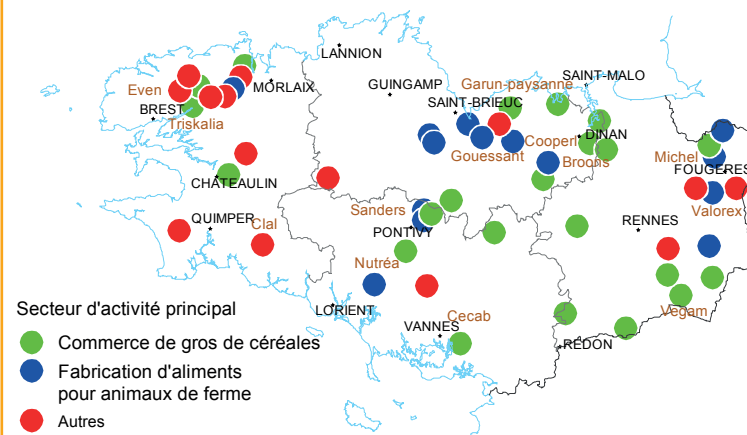 LANNION
MORLAIX
GUINGAMP
Garun-paysanne
SAINT-MALO
Even
BREST
SAINT-BRIEUC
Triskalia
Cooperl
DINAN
Gouessant
Broons
Michel
FOUGERES
CHATEAULIN
Sanders
Valorex
QUIMPER
Clal
PONTIVY
RENNES
Nutréa
LORIENT
Cecab
VANNES
Vegam
REDON
Secteur d'activité principal
Commerce de gros de céréales
Fabrication d'aliments
pour animaux de ferme
Autres